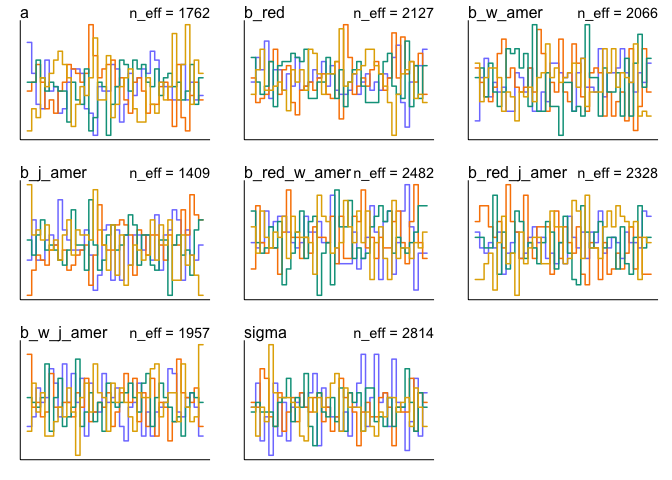 a n_eff = 1762
b_red n_eff = 2127
b_w_amer n_eff = 2066
b_j_amer n_eff = 1409
b_red_w_amer n_eff = 2482
b_red_j_amer n_eff = 2328
b_w_j_amer n_eff = 1957
sigma n_eff = 2814